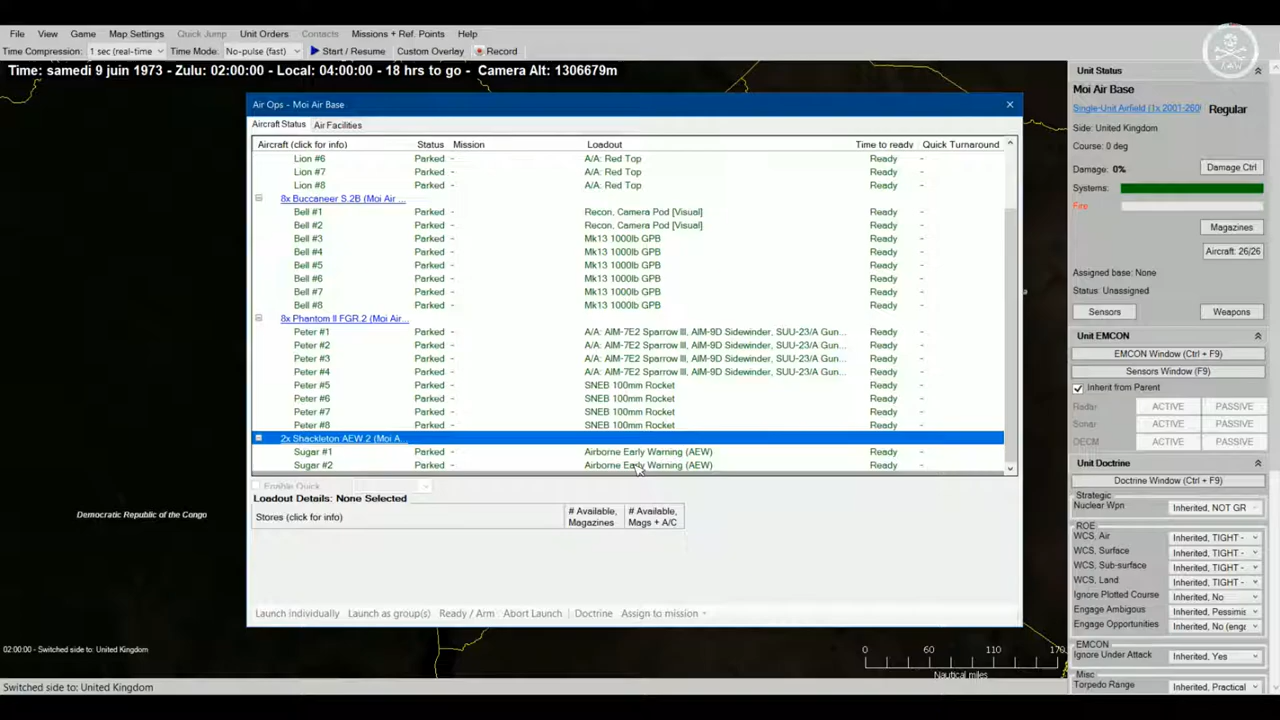 File View Game Map Settings Quick Jump Unit Orders Contacts Missions + Ref. Points Help
Time Compression: 1 sec (real-time Time Mode: No-pulse (fast) Start / Resume Custom Overlay Record
Time: samedi 9 juin 1973 - Zulu: 02:00:00 - Local: 04:00:00 - 18 hrs to go - Camera Alt: 1306679m
Air Ops - Moi Air Base
Aircraft Status Air Facilities
Aircraft (click for info) Status Mission Loadout Time to ready Quick Turnaround
Lion #6 Parked - A/A: Red Top Ready -
Lion #7 Parked - A/A: Red Top Ready -
Lion #8 Parked - A/A: Red Top Ready -
8x Buccaneer S.2B (Moi Air ...
Bell #1 Parked - Recon, Camera Pod [Visual] Ready -
Bell #2 Parked - Recon, Camera Pod [Visual] Ready -
Bell #3 Parked - Mk13 1000lb GPB Ready -
Bell #4 Parked - Mk13 1000lb GPB Ready -
Bell #5 Parked - Mk13 1000lb GPB Ready -
Bell #6 Parked - Mk13 1000lb GPB Ready -
Bell #7 Parked - Mk13 1000lb GPB Ready -
Bell #8 Parked - Mk13 1000lb GPB Ready -
8x Phantom II FGR.2 (Moi Air...
Peter #1 Parked - A/A: AIM-7E2 Sparrow III, AIM-9D Sidewinder, SUU-23/A Gun... Ready -
Peter #2 Parked - A/A: AIM-7E2 Sparrow III, AIM-9D Sidewinder, SUU-23/A Gun... Ready -
Peter #3 Parked - A/A: AIM-7E2 Sparrow III, AIM-9D Sidewinder, SUU-23/A Gun... Ready -
Peter #4 Parked - A/A: AIM-7E2 Sparrow III, AIM-9D Sidewinder, SUU-23/A Gun... Ready -
Peter #5 Parked - SNEB 100mm Rocket Ready -
Peter #6 Parked - SNEB 100mm Rocket Ready -
Peter #7 Parked - SNEB 100mm Rocket Ready -
Peter #8 Parked - SNEB 100mm Rocket Ready -
2x Shackleton AEW.2 (Moi A...
Sugar #1 Parked - Airborne Early Warning (AEW) Ready -
Sugar #2 Parked - Airborne Early Warning (AEW) Ready -
Enable Quick
Loadout Details: None Selected
Stores (click for info) # Available, Magazines # Available, Mags + A/C
Launch individually Launch as group(s) Ready / Arm Abort Launch Doctrine Assign to mission
Democratic Republic of the Congo
02:00:00 - Switched side to: United Kingdom
0 60 110 170
Nautical miles
Switched side to: United Kingdom
Unit Status
Moi Air Base
Single-Unit Airfield (1x 2001-260 Regular
Side: United Kingdom
Course: 0 deg
Damage: 0% Damage Ctrl
Systems:
Fire
Magazines
Aircraft: 26/26
Assigned base: None
Status: Unassigned
Sensors Weapons
Unit EMCON
EMCON Window (Ctrl + F9)
Sensors Window (F9)
Inherit from Parent
Radar ACTIVE PASSIVE
Sonar ACTIVE PASSIVE
DECM ACTIVE PASSIVE
Unit Doctrine
Doctrine Window (Ctrl + F9)
Strategic
Nuclear Wpn Inherited, NOT GR
ROE
WCS, Air Inherited, TIGHT -
WCS, Surface Inherited, TIGHT -
WCS, Sub-surface Inherited, TIGHT -
WCS, Land Inherited, TIGHT -
Ignore Plotted Course Inherited, No
Engage Ambiguous Inherited, Pessimis
Engage Opportunities Inherited, No (eng
EMCON
Ignore Under Attack Inherited, Yes
Misc
Torpedo Range Inherited, Practical